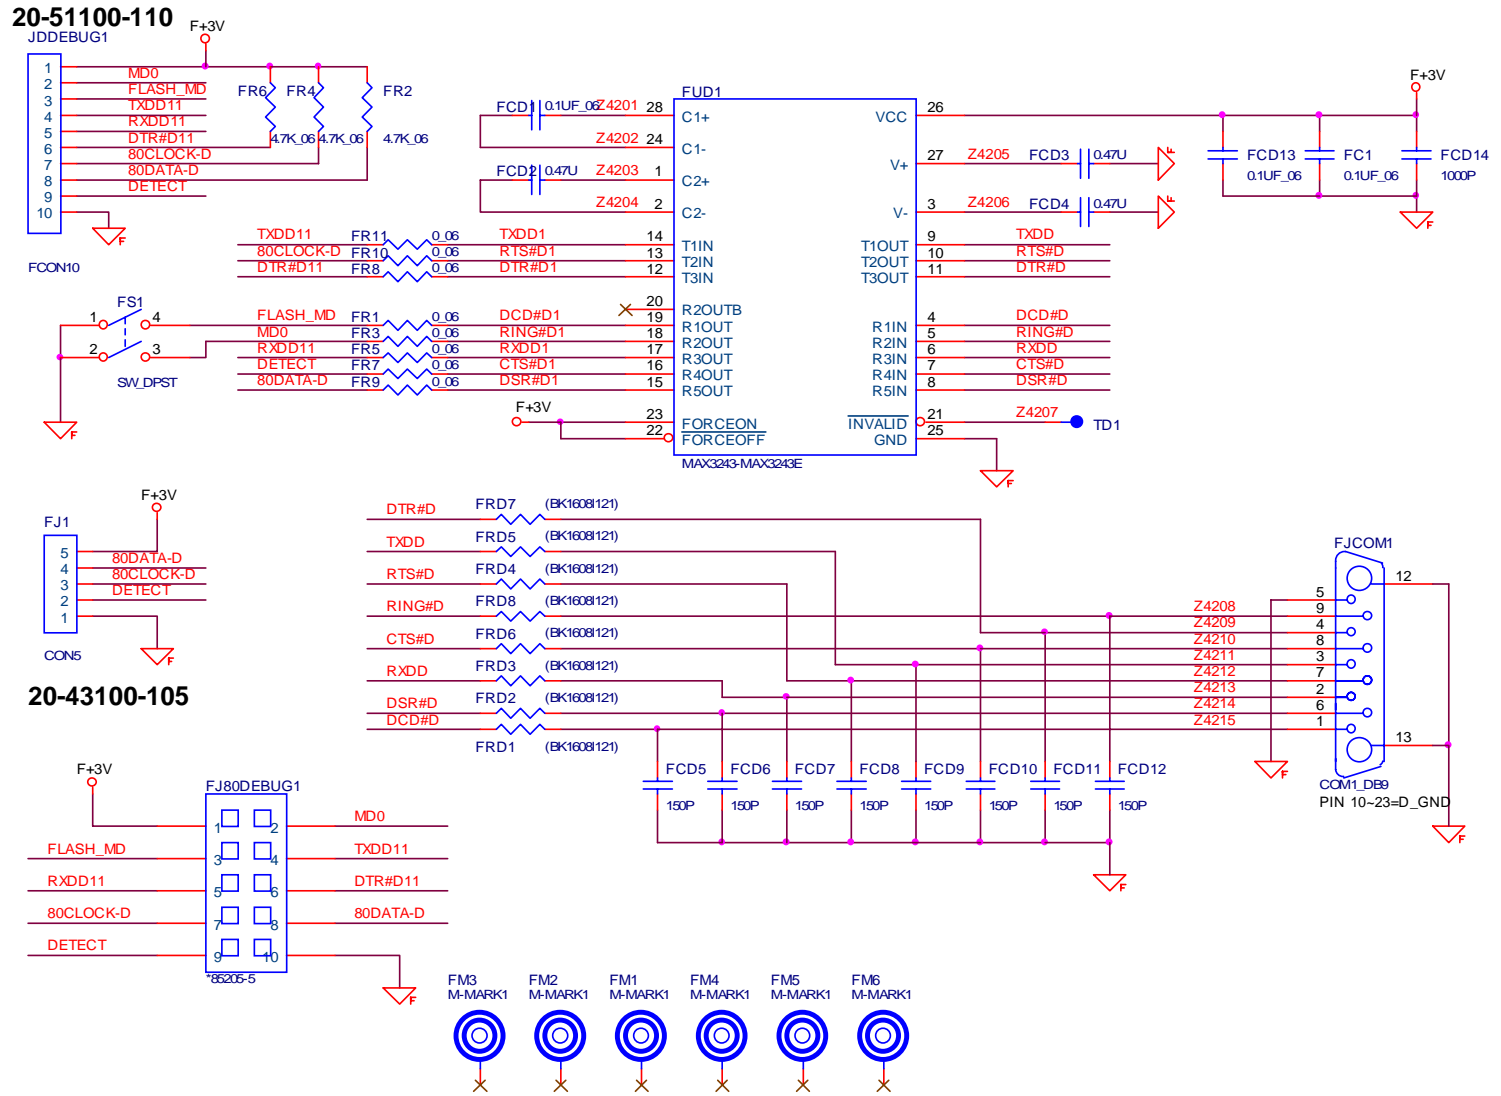 20-51100-110
JDDEBUG1
F+3V
1
2
3
4
5
6
7
8
9
10
MD0
FLASH_MD
TXDD11
RXDD11
DTR#D11
80CLOCK-D
80DATA-D
DETECT
FR6 FR4 FR2
4.7K_06 4.7K_06 4.7K_06
F
FCON10
FUD1
FCD1 0.1UF_06 Z4201 28 C1+
Z4202 24 C1-
FCD2 0.47U Z4203 1 C2+
Z4204 2 C2-
TXDD11 FR11 0_06 TXDD1 14 T1IN
80CLOCK-D FR10 0_06 RTS#D1 13 T2IN
DTR#D11 FR8 0_06 DTR#D1 12 T3IN
20 R2OUTB
FLASH_MD FR1 0_06 DCD#D1 19 R1OUT
MD0 FR3 0_06 RING#D1 18 R2OUT
RXDD11 FR5 0_06 RXDD1 17 R3OUT
DETECT FR7 0_06 CTS#D1 16 R4OUT
80DATA-D FR9 0_06 DSR#D1 15 R5OUT
F+3V 23 FORCEON
22 FORCEOFF
MAX3243-MAX3243E
VCC 26
V+ 27 Z4205 FCD3 0.47U F
V- 3 Z4206 FCD4 0.47U F
T1OUT 9 TXDD
T2OUT 10 RTS#D
T3OUT 11 DTR#D
R1IN 4 DCD#D
R2IN 5 RING#D
R3IN 6 RXDD
R4IN 7 CTS#D
R5IN 8 DSR#D
INVALID 21 Z4207 TD1
GND 25
F
F+3V
FCD13 FC1 FCD14
0.1UF_06 0.1UF_06 1000P
F
FS1
1 4
2 3
SW_DPST
F
F+3V
FJ1
5
4 80DATA-D
3 80CLOCK-D
2 DETECT
1
F
CON5
20-43100-105
DTR#D FRD7 (BK1608I121)
TXDD FRD5 (BK1608I121)
RTS#D FRD4 (BK1608I121)
RING#D FRD8 (BK1608I121)
CTS#D FRD6 (BK1608I121)
RXDD FRD3 (BK1608I121)
DSR#D FRD2 (BK1608I121)
DCD#D FRD1 (BK1608I121)
FJCOM1
12
5
Z4208 9
Z4209 4
Z4210 8
Z4211 3
Z4212 7
Z4213 2
Z4214 6
Z4215 1
13
F
COM1_DB9
PIN 10~23=D_GND
F
FCD5 FCD6 FCD7 FCD8 FCD9 FCD10 FCD11 FCD12
150P 150P 150P 150P 150P 150P 150P 150P
F
F+3V
FJ80DEBUG1
1 2 MD0
FLASH_MD 3 4 TXDD11
RXDD11 5 6 DTR#D11
80CLOCK-D 7 8 80DATA-D
DETECT 9 10
*85205-5
F
FM3 FM2 FM1 FM4 FM5 FM6
M-MARK1 M-MARK1 M-MARK1 M-MARK1 M-MARK1 M-MARK1